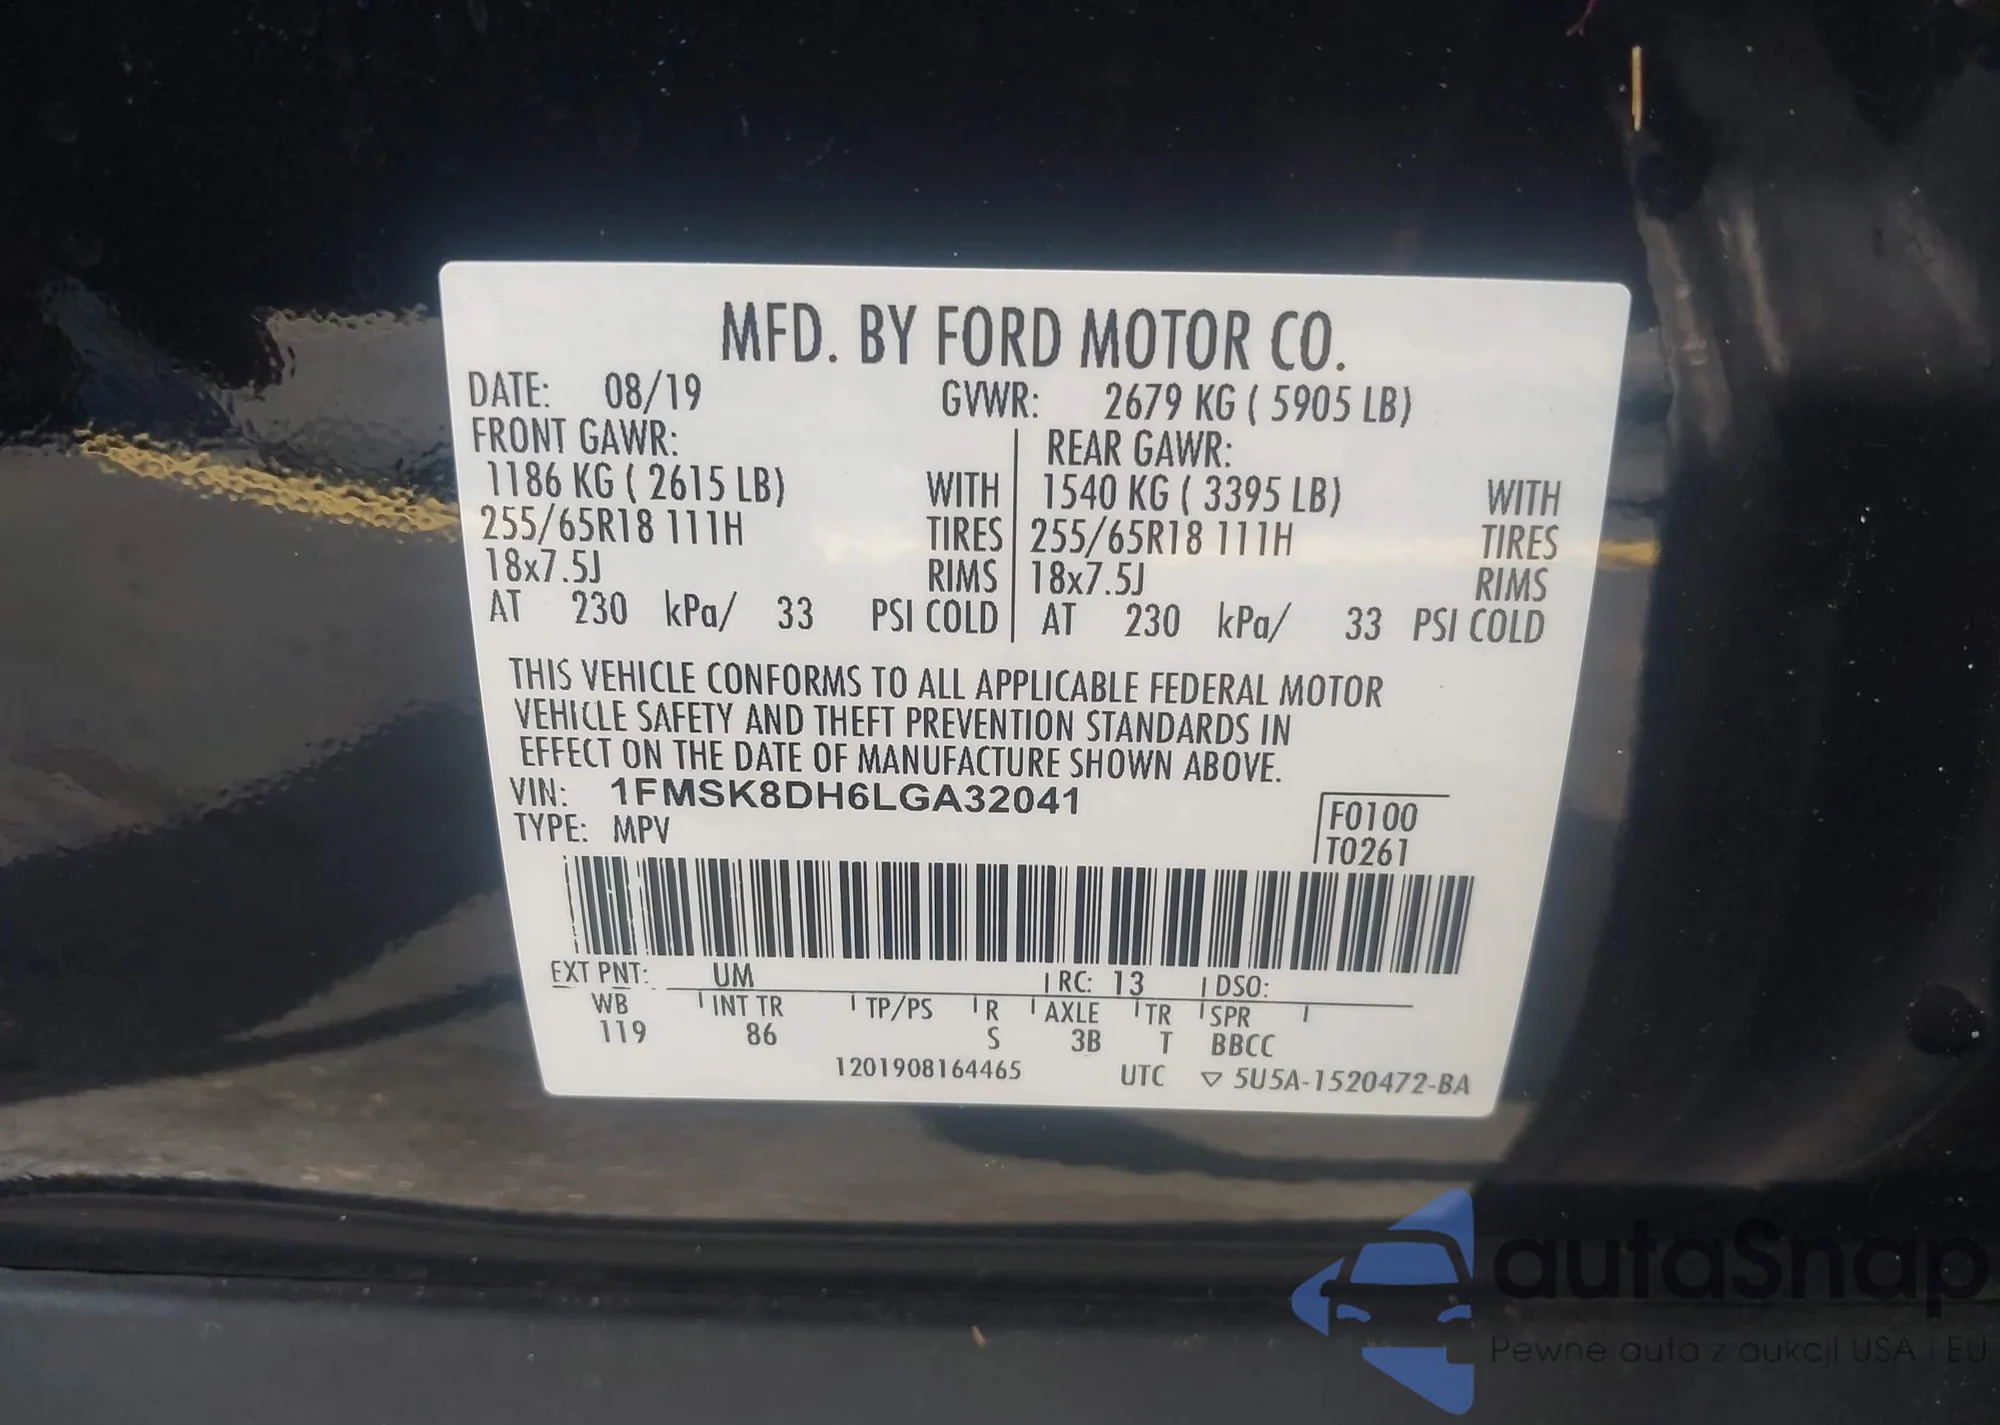 MFD. BY FORD MOTOR CO.
DATE: 08/19 GVWR: 2679 KG ( 5905 LB)
FRONT GAWR: REAR GAWR:
1186 KG ( 2615 LB) WITH 1540 KG ( 3395 LB) WITH
255/65R18 111H TIRES 255/65R18 111H TIRES
18x7.5J RIMS 18x7.5J RIMS
AT 230 kPa/ 33 PSI COLD AT 230 kPa/ 33 PSI COLD
THIS VEHICLE CONFORMS TO ALL APPLICABLE FEDERAL MOTOR
VEHICLE SAFETY AND THEFT PREVENTION STANDARDS IN
EFFECT ON THE DATE OF MANUFACTURE SHOWN ABOVE.
VIN: 1FMSK8DH6LGA32041
TYPE: MPV
F0100
T0261
EXT PNT: UM RC: 13 DSO:
WB INT TR TP/PS R AXLE TR SPR
119 86 S 3B T BBCC
1201908164465 UTC ▽ 5U5A-1520472-BA
autaSnap
Pewne auta z aukcji USA i EU